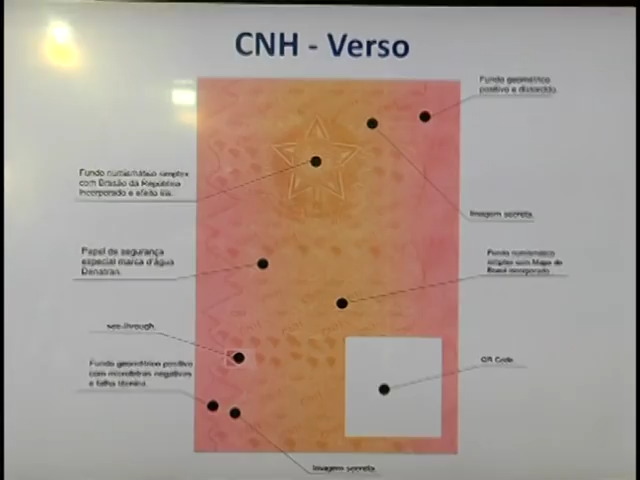 CNH - Verso
Fundo geométrico
positivo e distorcido.
Fundo numismático simplex
com Brasão da República
incorporado e efeito íris.
Imagem secreta.
Papel de segurança
especial marca d'água
Denatran.
Fundo numismático
simplex com Mapa do
Brasil incorporado
see-through.
Fundo geométrico positivo
com microletras negativas
e falha técnica.
QR Code
Imagem secreta